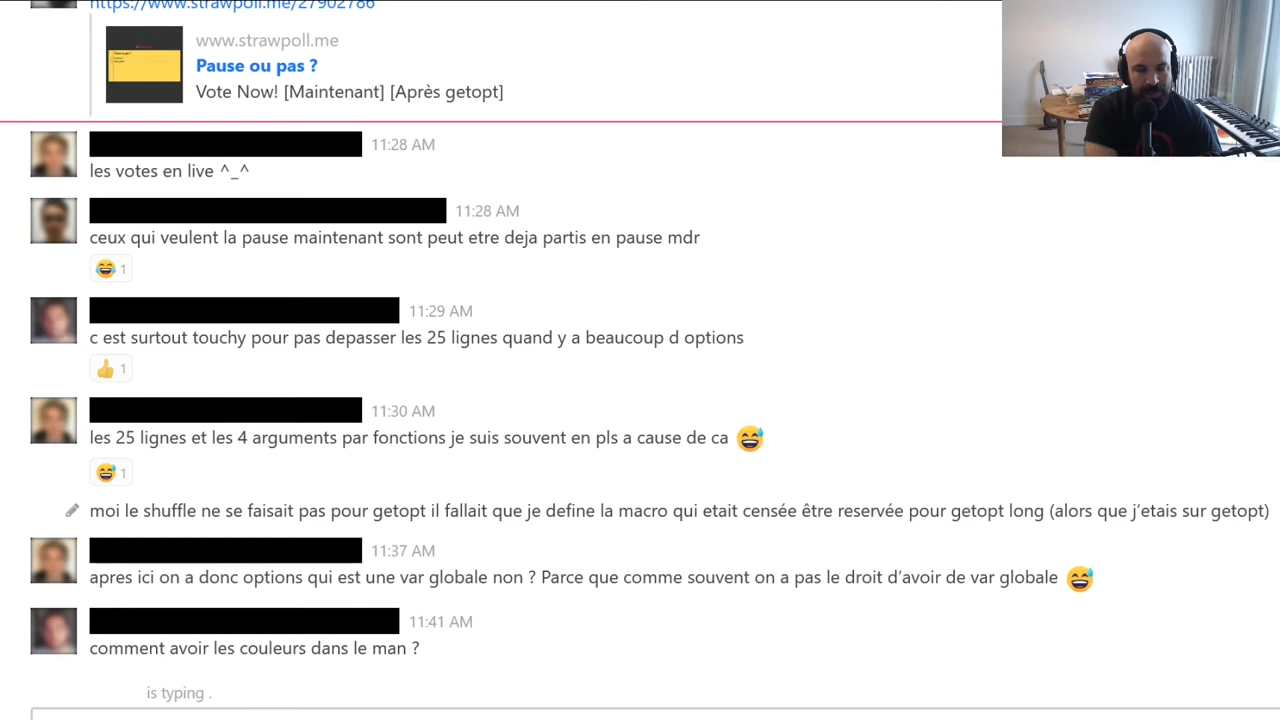 https://www.strawpoll.me/27902786
www.strawpoll.me
Pause ou pas ?
Vote Now! [Maintenant] [Après getopt]
11:28 AM
les votes en live ^_^
11:28 AM
ceux qui veulent la pause maintenant sont peut etre deja partis en pause mdr
1
11:29 AM
c est surtout touchy pour pas depasser les 25 lignes quand y a beaucoup d options
1
11:30 AM
les 25 lignes et les 4 arguments par fonctions je suis souvent en pls a cause de ca
1
moi le shuffle ne se faisait pas pour getopt il fallait que je define la macro qui etait censée être reservée pour getopt long (alors que j'etais sur getopt)
11:37 AM
apres ici on a donc options qui est une var globale non ? Parce que comme souvent on a pas le droit d'avoir de var globale
11:41 AM
comment avoir les couleurs dans le man ?
is typing .